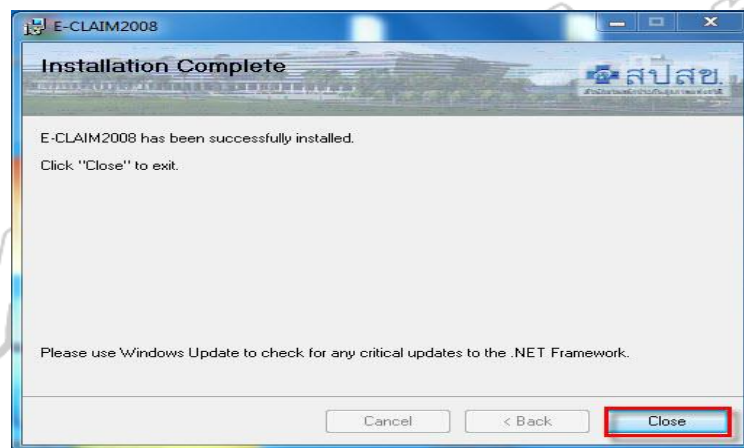 E-CLAIM2008
Installation Complete
สปสช.
E-CLAIM2008 has been successfully installed.
Click "Close" to exit.
Please use Windows Update to check for any critical updates to the .NET Framework.
Cancel
< Back
Close